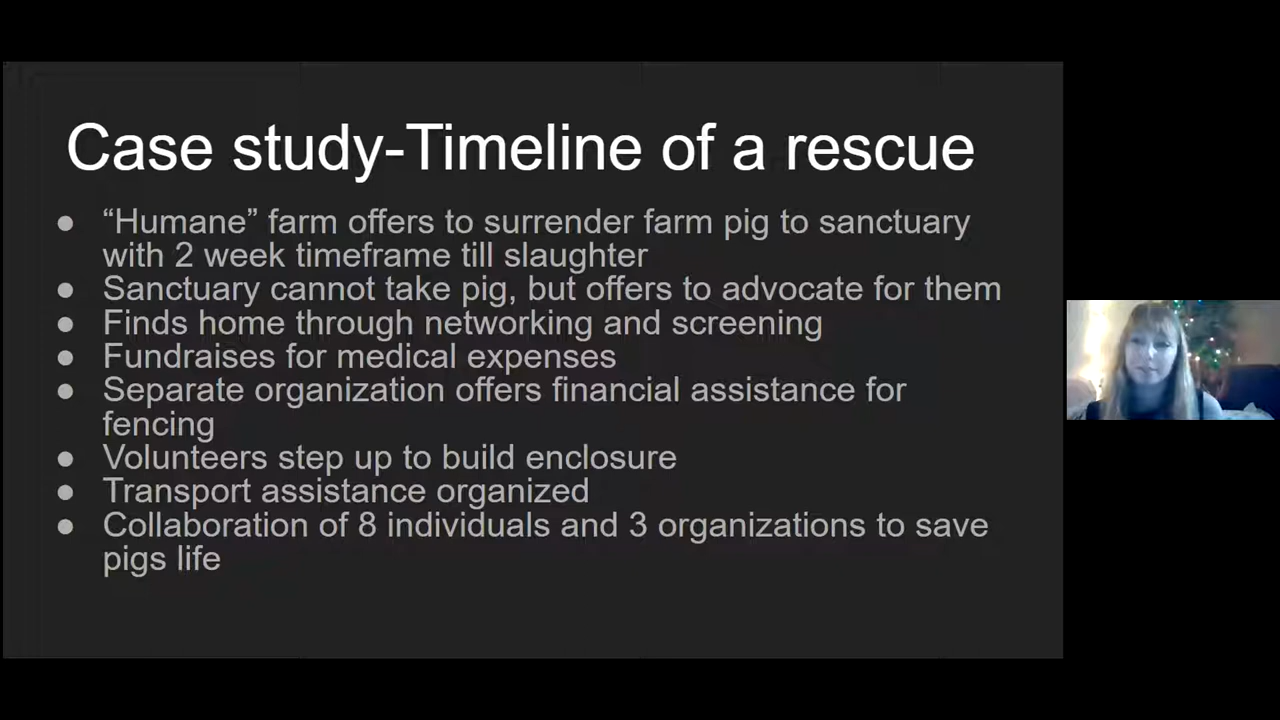 Case study-Timeline of a rescue
● “Humane” farm offers to surrender farm pig to sanctuary
with 2 week timeframe till slaughter
● Sanctuary cannot take pig, but offers to advocate for them
● Finds home through networking and screening
● Fundraises for medical expenses
● Separate organization offers financial assistance for
fencing
● Volunteers step up to build enclosure
● Transport assistance organized
● Collaboration of 8 individuals and 3 organizations to save
pigs life